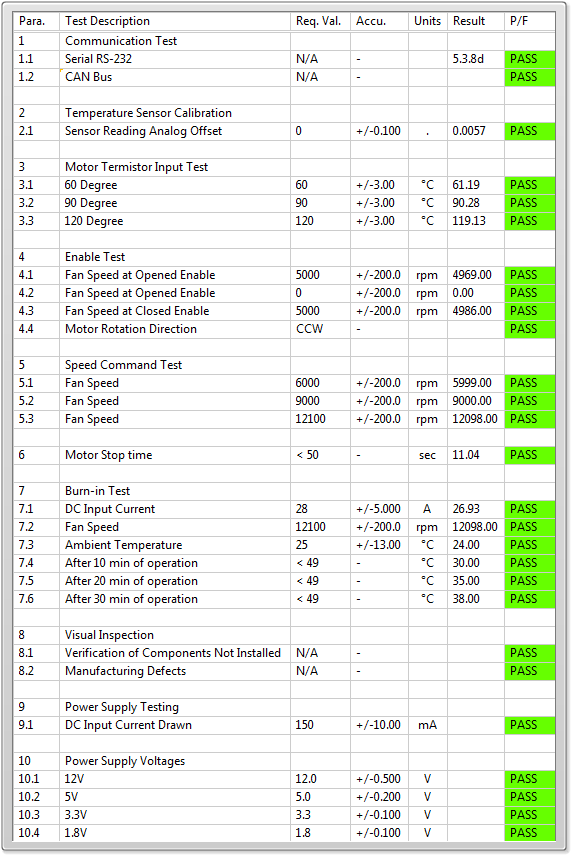 Para. Test Description Req. Val. Accu. Units Result P/F
1 Communication Test
1.1 Serial RS-232 N/A - 5.3.8d PASS
1.2 CAN Bus N/A - PASS
2 Temperature Sensor Calibration
2.1 Sensor Reading Analog Offset 0 +/-0.100 . 0.0057 PASS
3 Motor Termistor Input Test
3.1 60 Degree 60 +/-3.00 °C 61.19 PASS
3.2 90 Degree 90 +/-3.00 °C 90.28 PASS
3.3 120 Degree 120 +/-3.00 °C 119.13 PASS
4 Enable Test
4.1 Fan Speed at Opened Enable 5000 +/-200.0 rpm 4969.00 PASS
4.2 Fan Speed at Opened Enable 0 +/-200.0 rpm 0.00 PASS
4.3 Fan Speed at Closed Enable 5000 +/-200.0 rpm 4986.00 PASS
4.4 Motor Rotation Direction CCW - PASS
5 Speed Command Test
5.1 Fan Speed 6000 +/-200.0 rpm 5999.00 PASS
5.2 Fan Speed 9000 +/-200.0 rpm 9000.00 PASS
5.3 Fan Speed 12100 +/-200.0 rpm 12098.00 PASS
6 Motor Stop time < 50 - sec 11.04 PASS
7 Burn-in Test
7.1 DC Input Current 28 +/-5.000 A 26.93 PASS
7.2 Fan Speed 12100 +/-200.0 rpm 12098.00 PASS
7.3 Ambient Temperature 25 +/-13.00 °C 24.00 PASS
7.4 After 10 min of operation < 49 - °C 30.00 PASS
7.5 After 20 min of operation < 49 - °C 35.00 PASS
7.6 After 30 min of operation < 49 - °C 38.00 PASS
8 Visual Inspection
8.1 Verification of Components Not Installed N/A - PASS
8.2 Manufacturing Defects N/A - PASS
9 Power Supply Testing
9.1 DC Input Current Drawn 150 +/-10.00 mA PASS
10 Power Supply Voltages
10.1 12V 12.0 +/-0.500 V PASS
10.2 5V 5.0 +/-0.200 V PASS
10.3 3.3V 3.3 +/-0.100 V PASS
10.4 1.8V 1.8 +/-0.100 V PASS